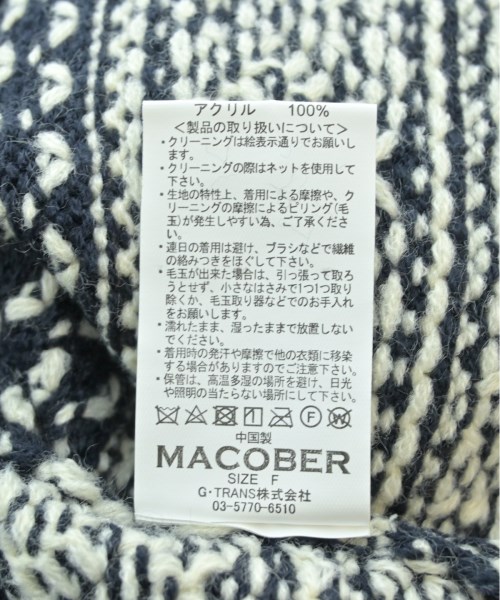 アクリル 100%
<製品の取り扱いについて>
・クリーニングは絵表示通りでお願いし
ます。
・クリーニングの際はネットを使用して
下さい。
・生地の特性上、着用による摩擦や、ク
リーニングの摩擦によるピリング(毛
玉)が発生しやすい為、ご了承くださ
い。
・連日の着用は避け、ブラシなどで繊維
の絡みつきをほぐして下さい。
・毛玉が出来た場合は、引っ張って取ろ
うとせず、小さなはさみで1つ1つ取り
除くか、毛玉取り器などでのお手入れ
をお願いします。
・濡れたまま、湿ったままで放置しない
でください。
・着用時の発汗や摩擦で他の衣類に移染
する場合がありますのでご注意下さい。
・保管は、高温多湿の場所を避け、日光
や照明の当たらない場所にして下さい。
F W
中国製
MACOBER
SIZE F
G・TRANS株式会社
03-5770-6510